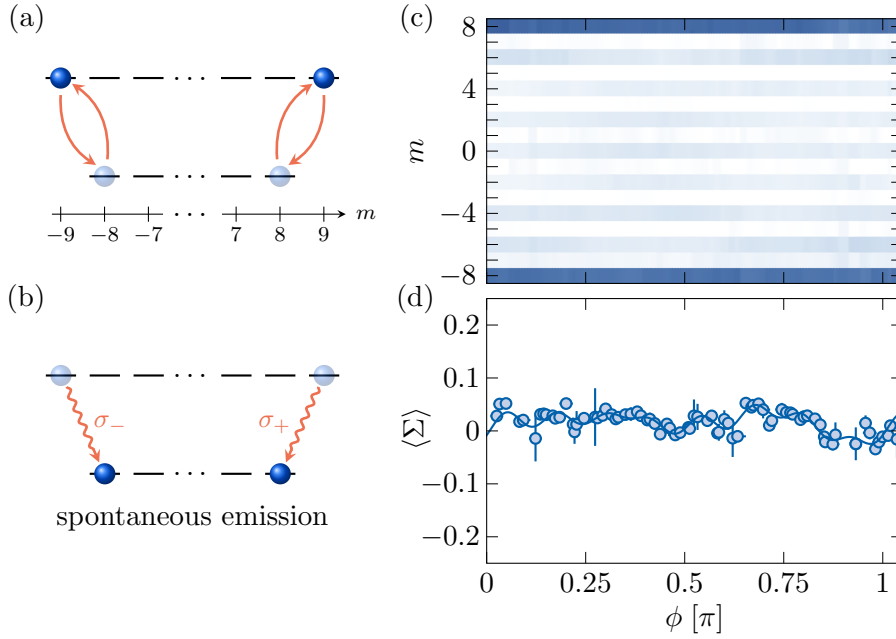 (a)
· · ·
· · ·
· · · m
−9 −8 −7 7 8 9
(b)
· · ·
σ− σ+
· · ·
spontaneous emission
(c)
m
8
4
0
−4
−8
(d)
⟨Σ⟩
0.2
0.1
0
−0.1
−0.2
0 0.25 0.5 0.75 1
ϕ [π]